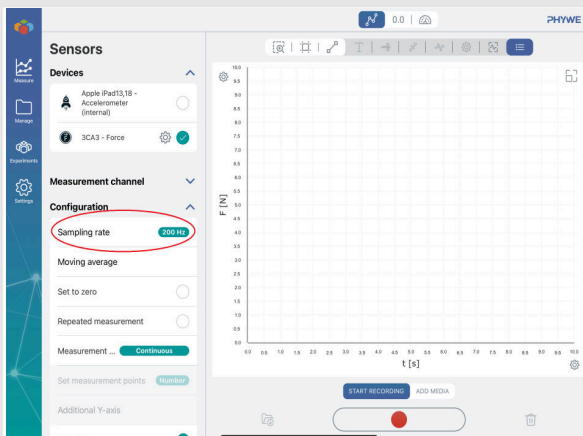 0.0
PHYWE
Measure
Manage
Experiments
Settings
Sensors
Devices
Apple iPad13,18 -
Accelerometer
(internal)
3CA3 - Force
Measurement channel
Configuration
Sampling rate
200 Hz
Moving average
Set to zero
Repeated measurement
Measurement ...
Continuous
Set measurement points
Number
Additional Y-axis
T
10.0
9.5
9.0
8.5
8.0
7.5
7.0
6.5
6.0
5.5
5.0
4.5
4.0
3.5
3.0
2.5
2.0
1.5
1.0
0.5
0.0
F [N]
0.0 0.5 1.0 1.5 2.0 2.5 3.0 3.5 4.0 4.5 5.0 5.5 6.0 6.5 7.0 7.5 8.0 8.5 9.0 9.5 10.0
t [s]
START RECORDING
ADD MEDIA